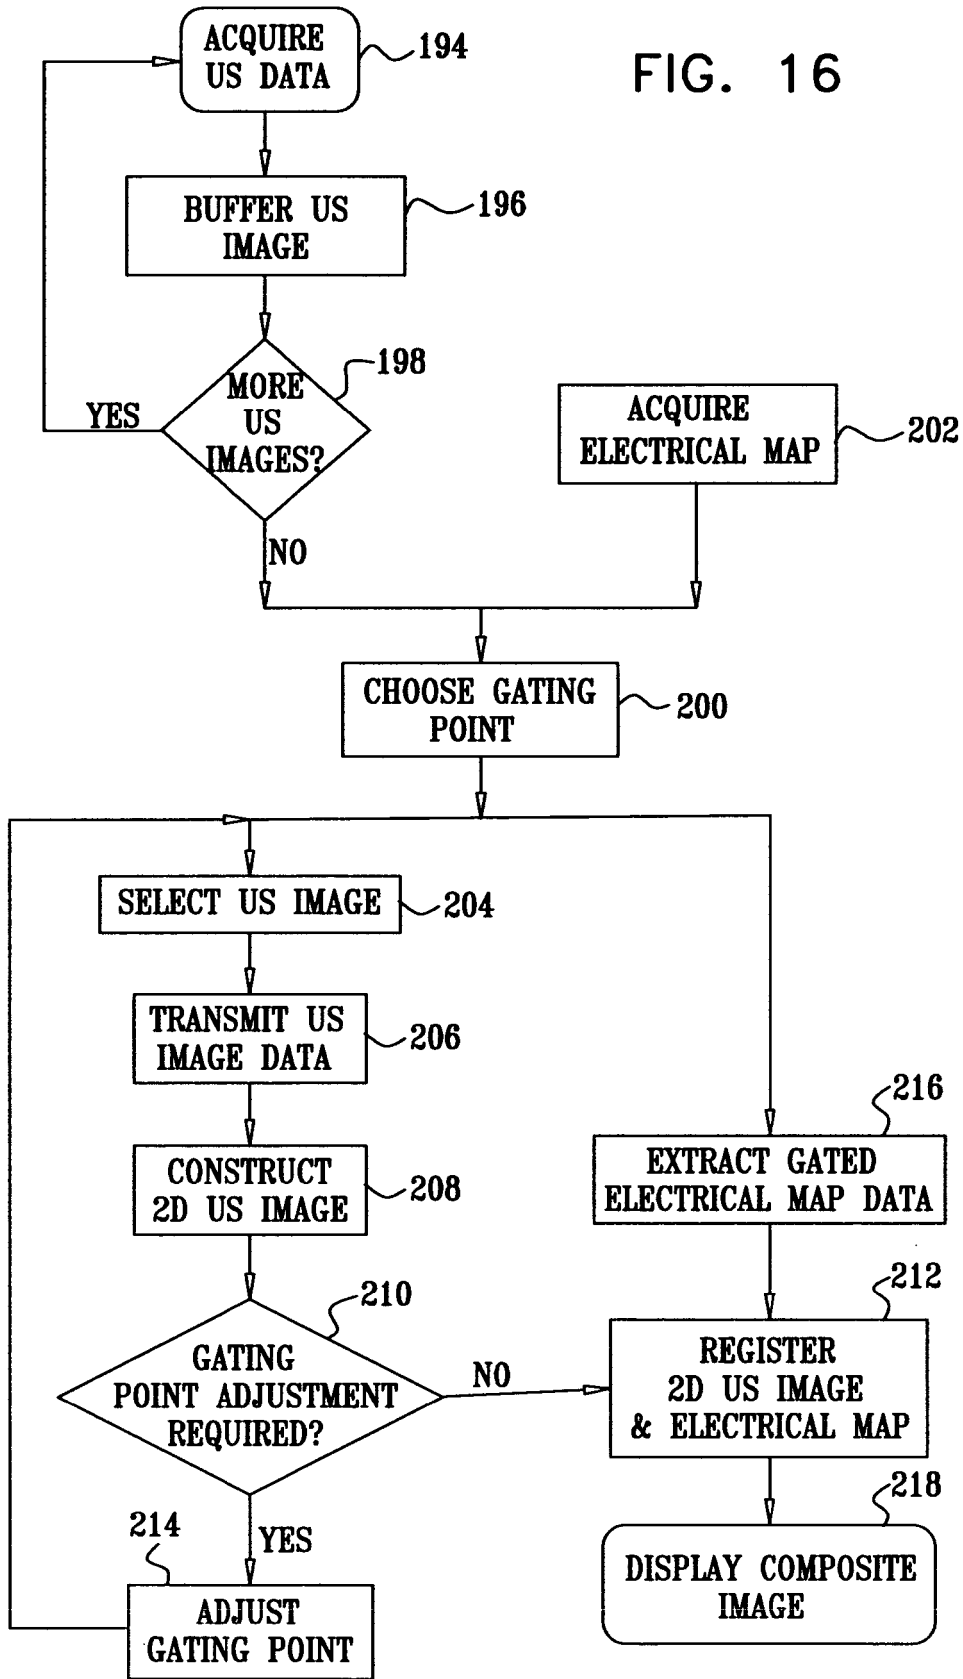 FIG. 16
ACQUIRE
US DATA
194
BUFFER US
IMAGE
196
MORE
US
IMAGES?
198
YES
NO
ACQUIRE
ELECTRICAL MAP
202
CHOOSE GATING
POINT
200
SELECT US IMAGE
204
TRANSMIT US
IMAGE DATA
206
CONSTRUCT
2D US IMAGE
208
GATING
POINT ADJUSTMENT
REQUIRED?
210
NO
YES
214
ADJUST
GATING POINT
216
EXTRACT GATED
ELECTRICAL MAP DATA
212
REGISTER
2D US IMAGE
& ELECTRICAL MAP
218
DISPLAY COMPOSITE
IMAGE